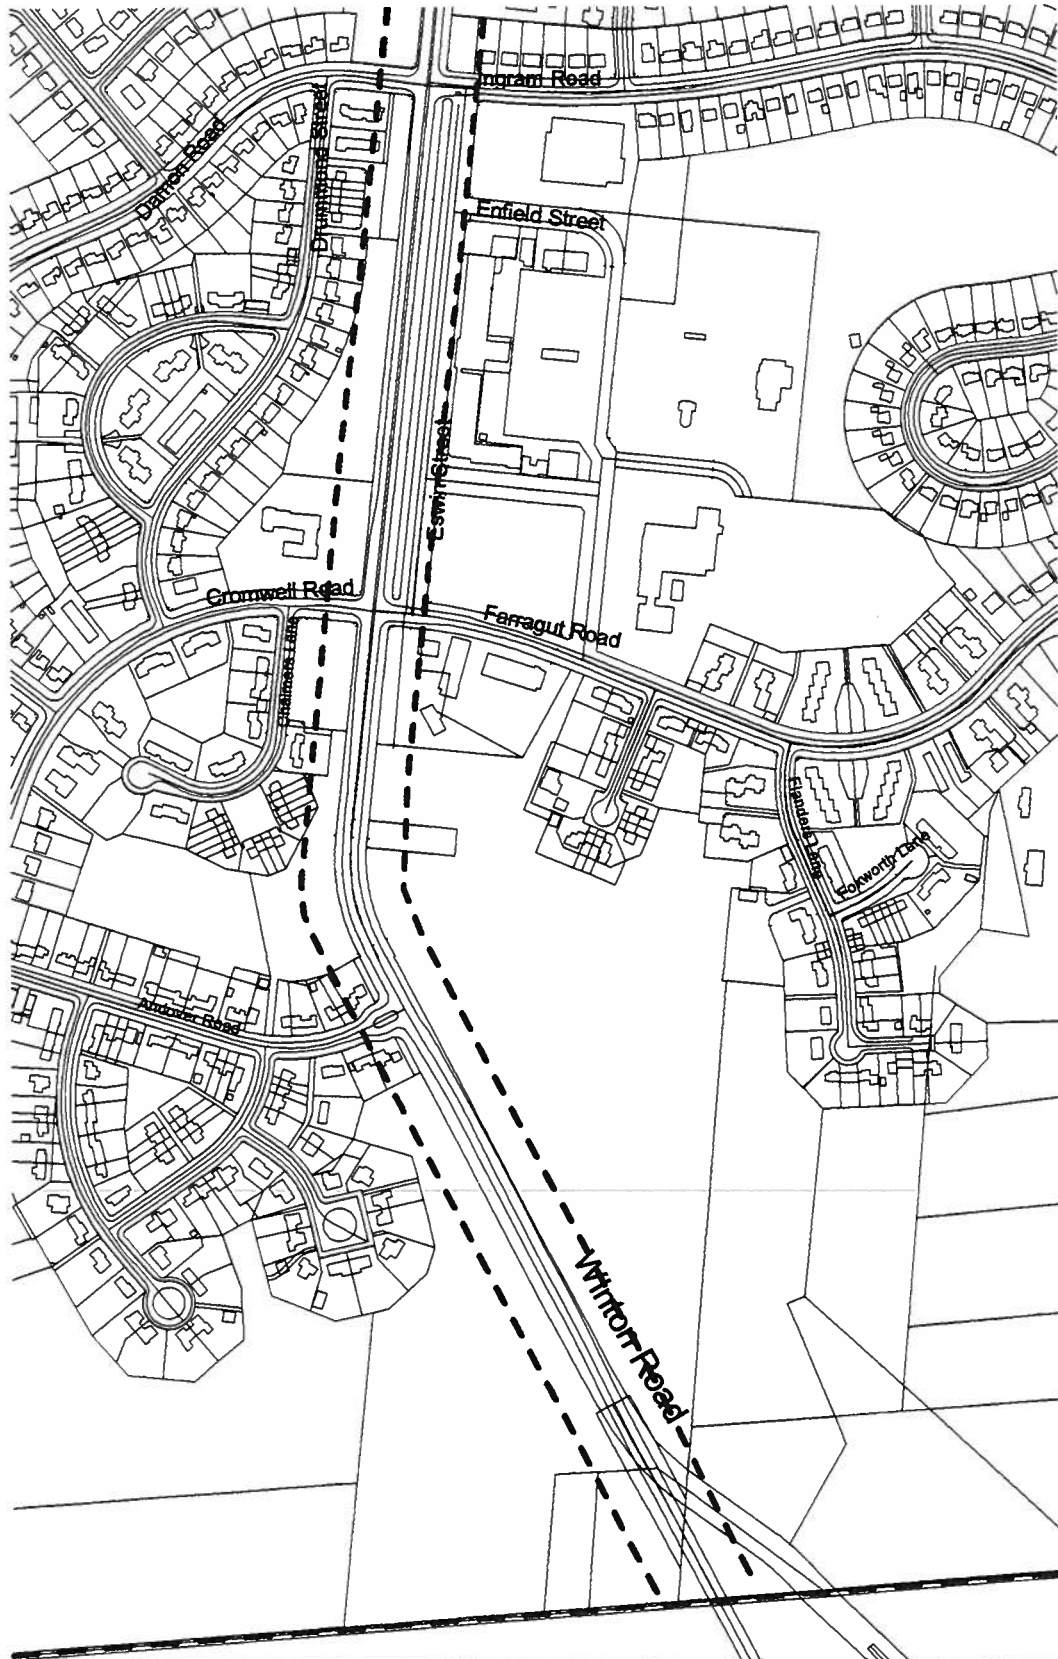 Ingram Road
Damon Road
Drummond Street
Enfield Street
Eswin Street
Cromwell Road
Farragut Road
Chalmers Lane
Flanders Lane
Foxworth Lane
Andover Road
Winton Road